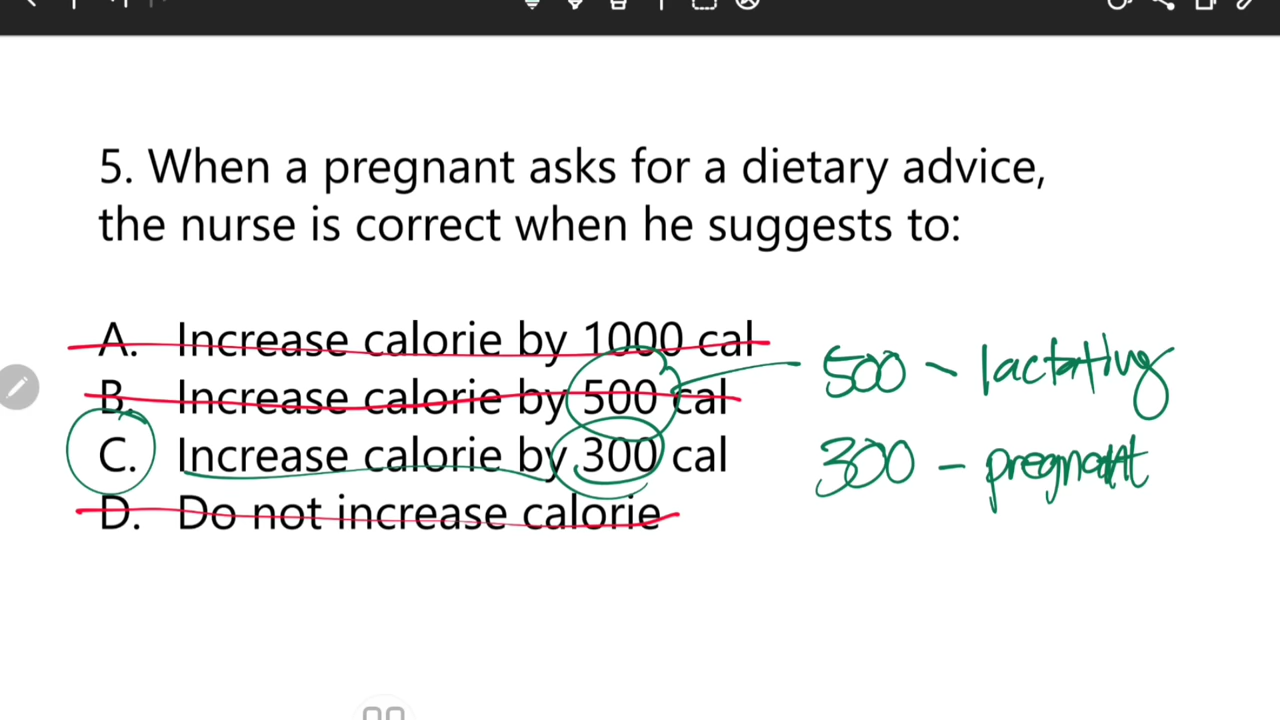 5. When a pregnant asks for a dietary advice,
the nurse is correct when he suggests to:
A. Increase calorie by 1000 cal
B. Increase calorie by 500 cal
C. Increase calorie by 300 cal
D. Do not increase calorie
500 - lactating
300 - pregnant